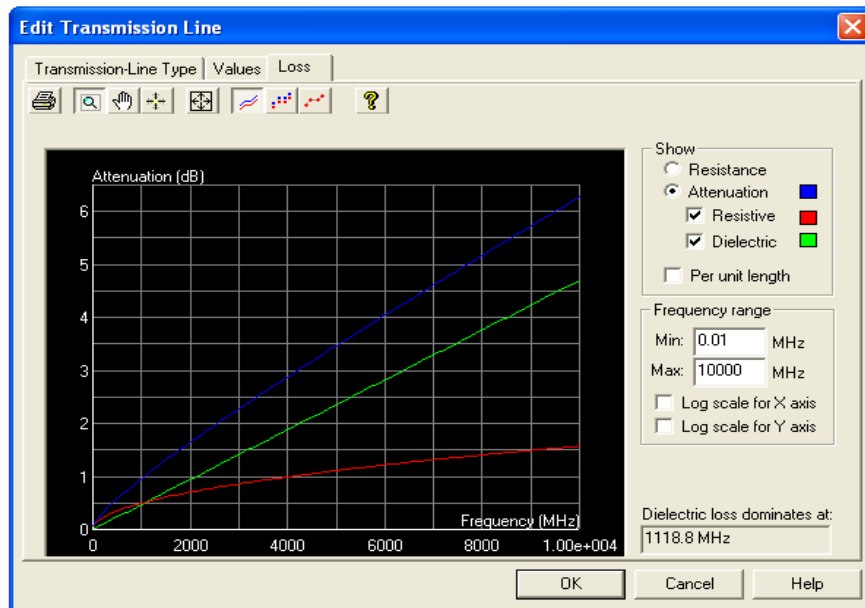 Edit Transmission Line
Transmission-Line Type Values Loss
?
Attenuation (dB)
6
5
4
3
2
1
0
Frequency (MHz)
0 2000 4000 6000 8000 1.00e+004
Show
Resistance
Attenuation
Resistive
Dielectric
Per unit length
Frequency range
Min: 0.01 MHz
Max: 10000 MHz
Log scale for X axis
Log scale for Y axis
Dielectric loss dominates at:
1118.8 MHz
OK Cancel Help